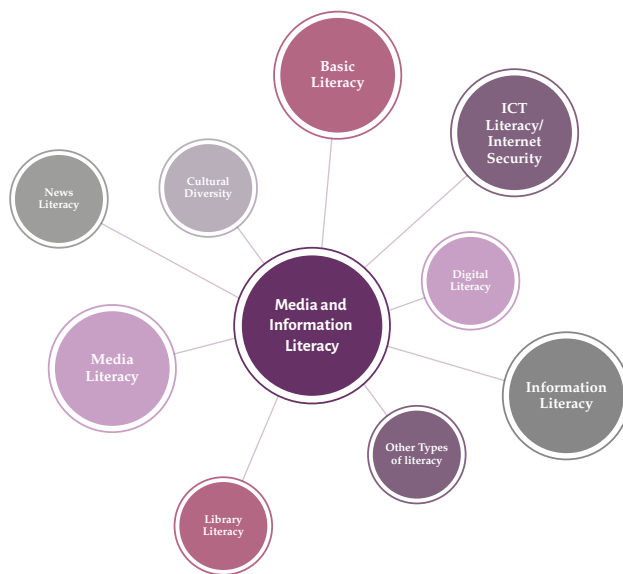 Basic
Literacy
ICT
Literacy/
Internet
Security
Cultural
Diversity
News
Literacy
Digital
Literacy
Media and
Information
Literacy
Media
Literacy
Information
Literacy
Other Types
of literacy
Library
Literacy